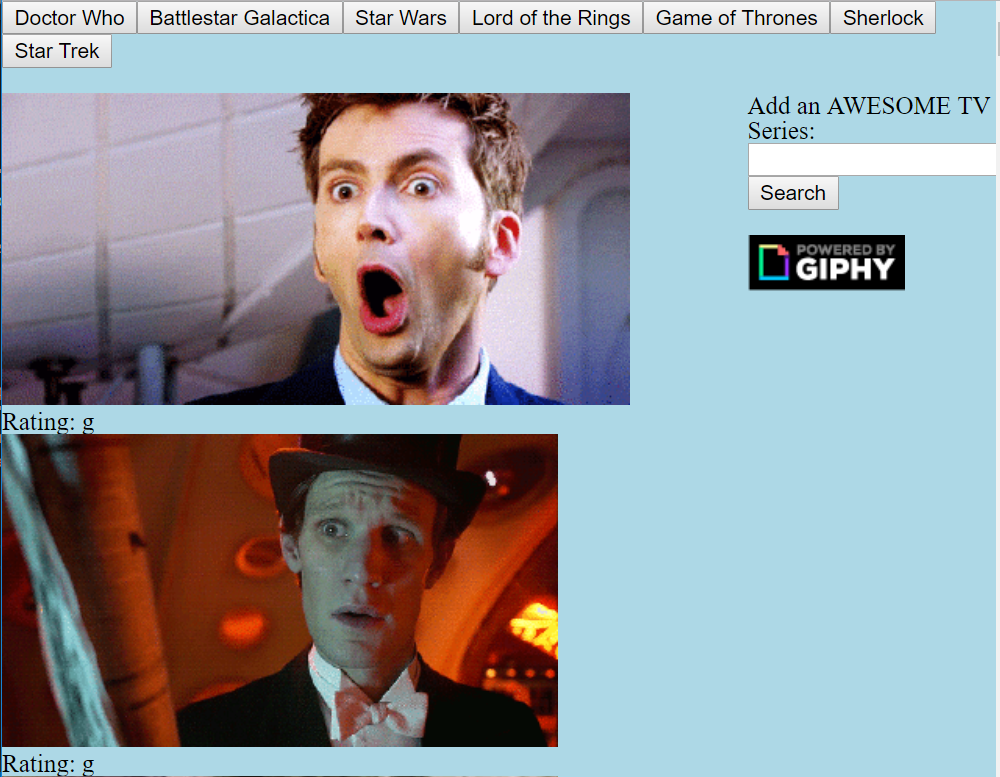 Doctor Who Battlestar Galactica Star Wars Lord of the Rings Game of Thrones Sherlock
Star Trek
Add an AWESOME TV
Series:
Search
POWERED BY
GIPHY
Rating: g
Rating: g